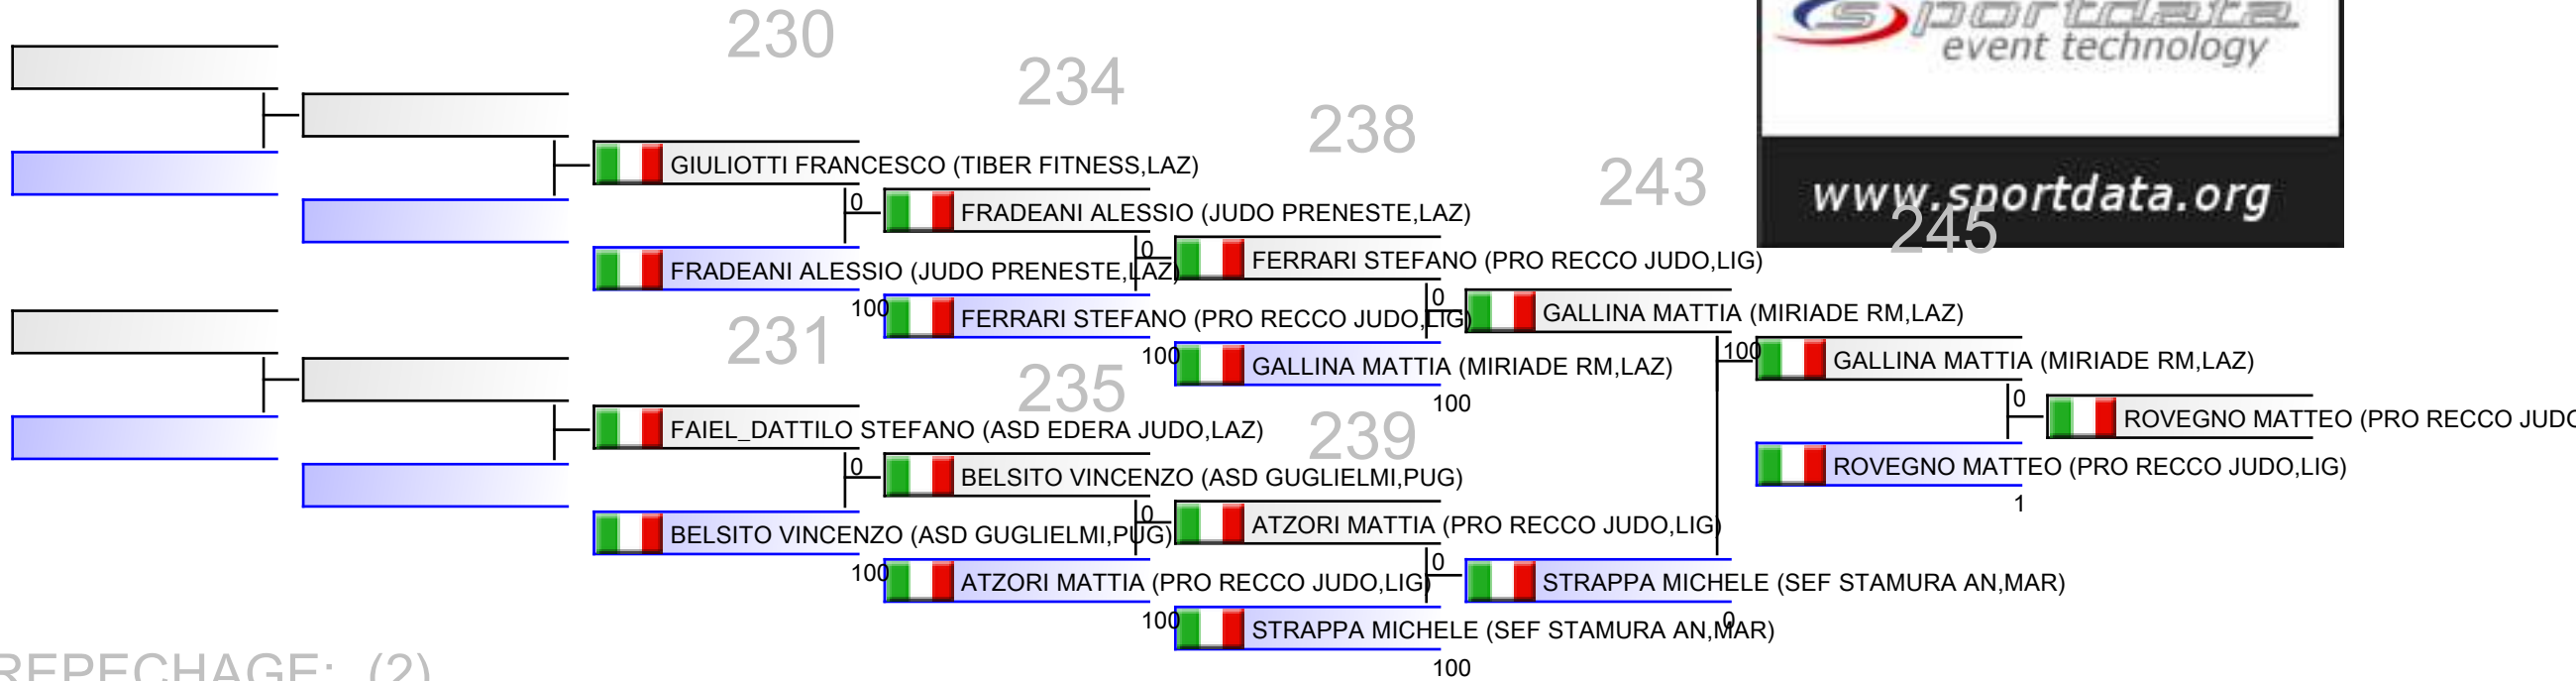 sportdata
event technology
www.sportdata.org
230
234
238
243
245
GIULIOTTI FRANCESCO (TIBER FITNESS,LAZ)
0
FRADEANI ALESSIO (JUDO PRENESTE,LAZ)
0
FERRARI STEFANO (PRO RECCO JUDO,LIG)
FRADEANI ALESSIO (JUDO PRENESTE,LAZ)
100
0
GALLINA MATTIA (MIRIADE RM,LAZ)
FERRARI STEFANO (PRO RECCO JUDO,LIG)
231
100
100
GALLINA MATTIA (MIRIADE RM,LAZ)
GALLINA MATTIA (MIRIADE RM,LAZ)
235
100
0
ROVEGNO MATTEO (PRO RECCO JUDO
239
FAIEL_DATTILO STEFANO (ASD EDERA JUDO,LAZ)
0
BELSITO VINCENZO (ASD GUGLIELMI,PUG)
ROVEGNO MATTEO (PRO RECCO JUDO,LIG)
1
0
ATZORI MATTIA (PRO RECCO JUDO,LIG)
BELSITO VINCENZO (ASD GUGLIELMI,PUG)
100
0
ATZORI MATTIA (PRO RECCO JUDO,LIG)
STRAPPA MICHELE (SEF STAMURA AN,MAR)
100
0
STRAPPA MICHELE (SEF STAMURA AN,MAR)
100
REPECHAGE: (2)